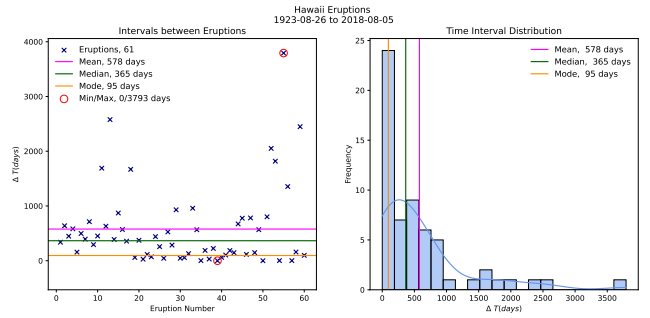 Hawaii Eruptions
1923-08-26 to 2018-08-05
Intervals between Eruptions
4000
3000
2000
1000
0
Δ T(days)
0 10 20 30 40 50 60
Eruption Number
Eruptions, 61
Mean, 578 days
Median, 365 days
Mode, 95 days
Min/Max, 0/3793 days
Time Interval Distribution
25
20
15
10
5
0
Frequency
0 500 1000 1500 2000 2500 3000 3500
Δ T(days)
Mean, 578 days
Median, 365 days
Mode, 95 days